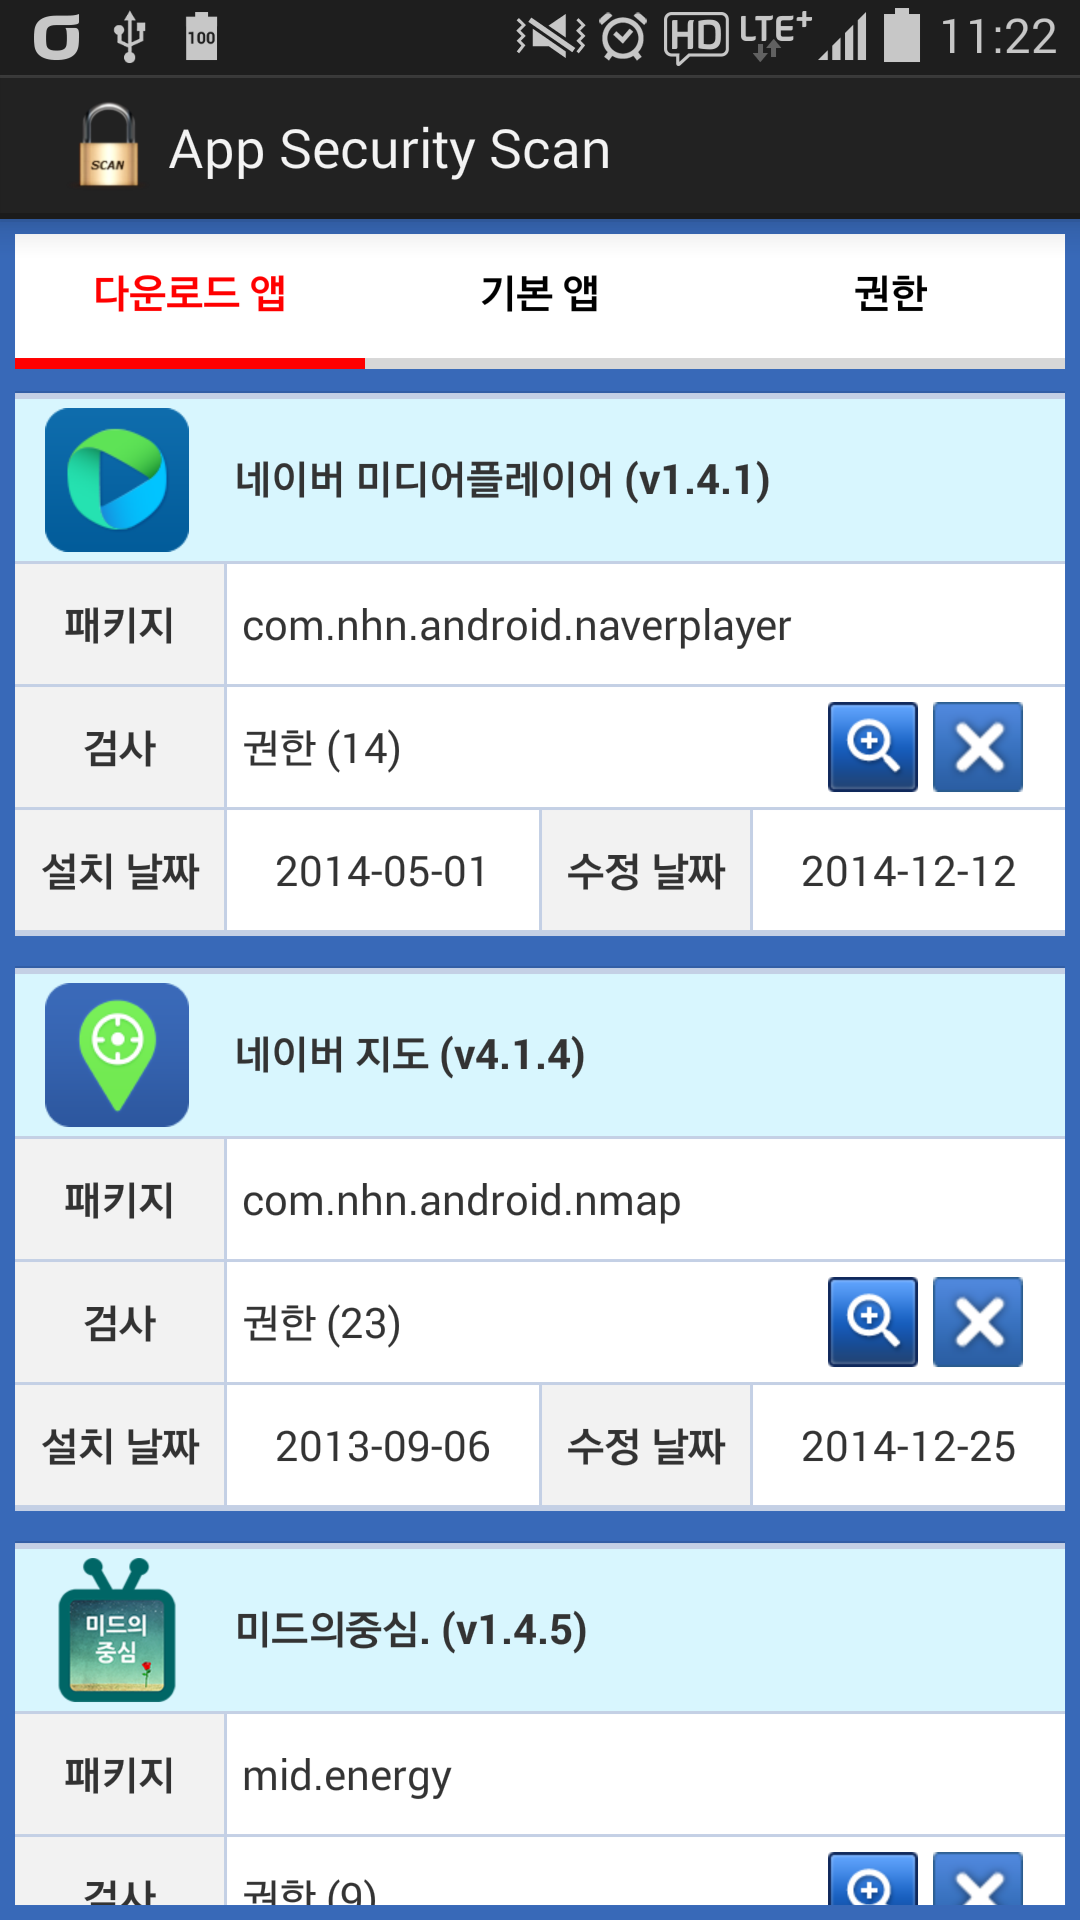 100 HD LTE+ 11:22
SCAN App Security Scan
다운로드 앱 기본 앱 권한
네이버 미디어플레이어 (v1.4.1)
패키지 com.nhn.android.naverplayer
검사 권한 (14)
설치 날짜 2014-05-01 수정 날짜 2014-12-12
네이버 지도 (v4.1.4)
패키지 com.nhn.android.nmap
검사 권한 (23)
설치 날짜 2013-09-06 수정 날짜 2014-12-25
미드의
중심
미드의중심. (v1.4.5)
패키지 mid.energy
검사 권한 (9)